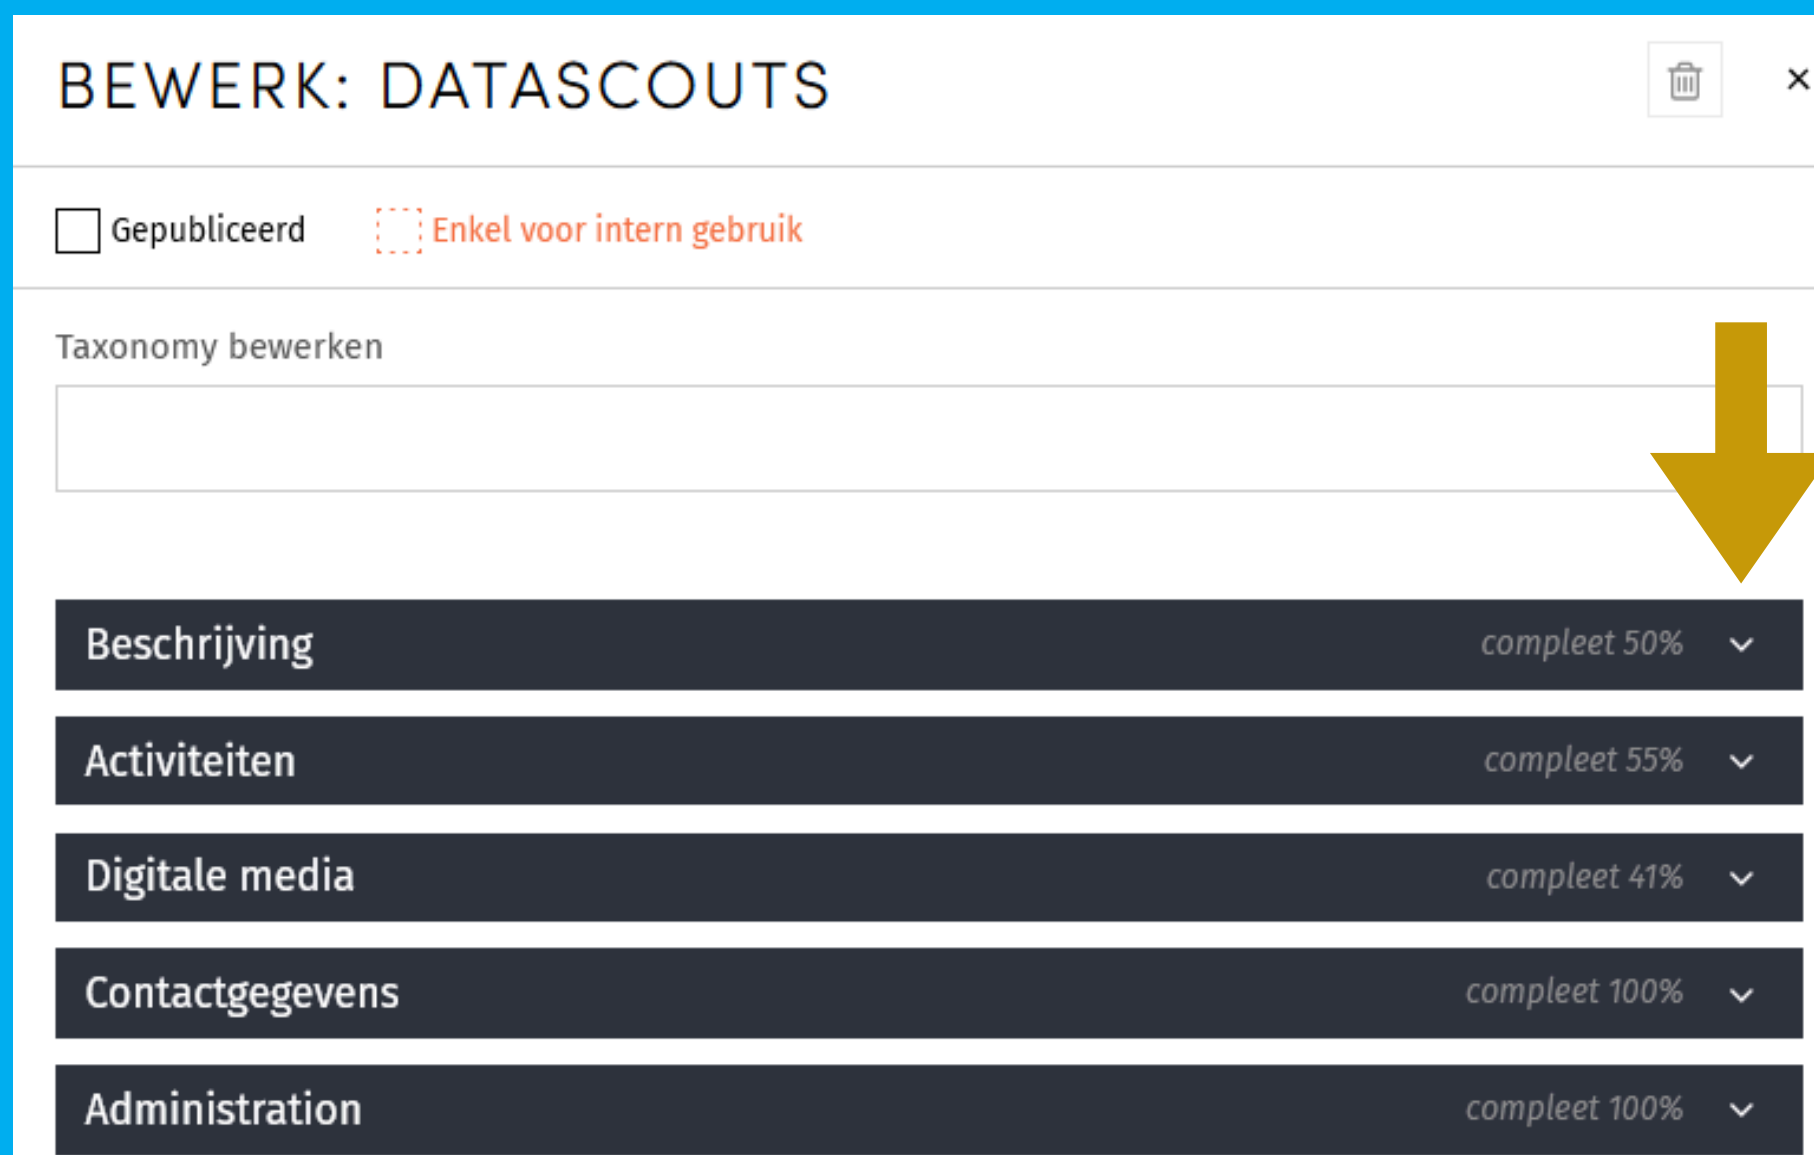 BEWERK: DATASCOUTS
Gepubliceerd Enkel voor intern gebruik
Taxonomy bewerken
Beschrijving compleet 50%
Activiteiten compleet 55%
Digitale media compleet 41%
Contactgegevens compleet 100%
Administration compleet 100%